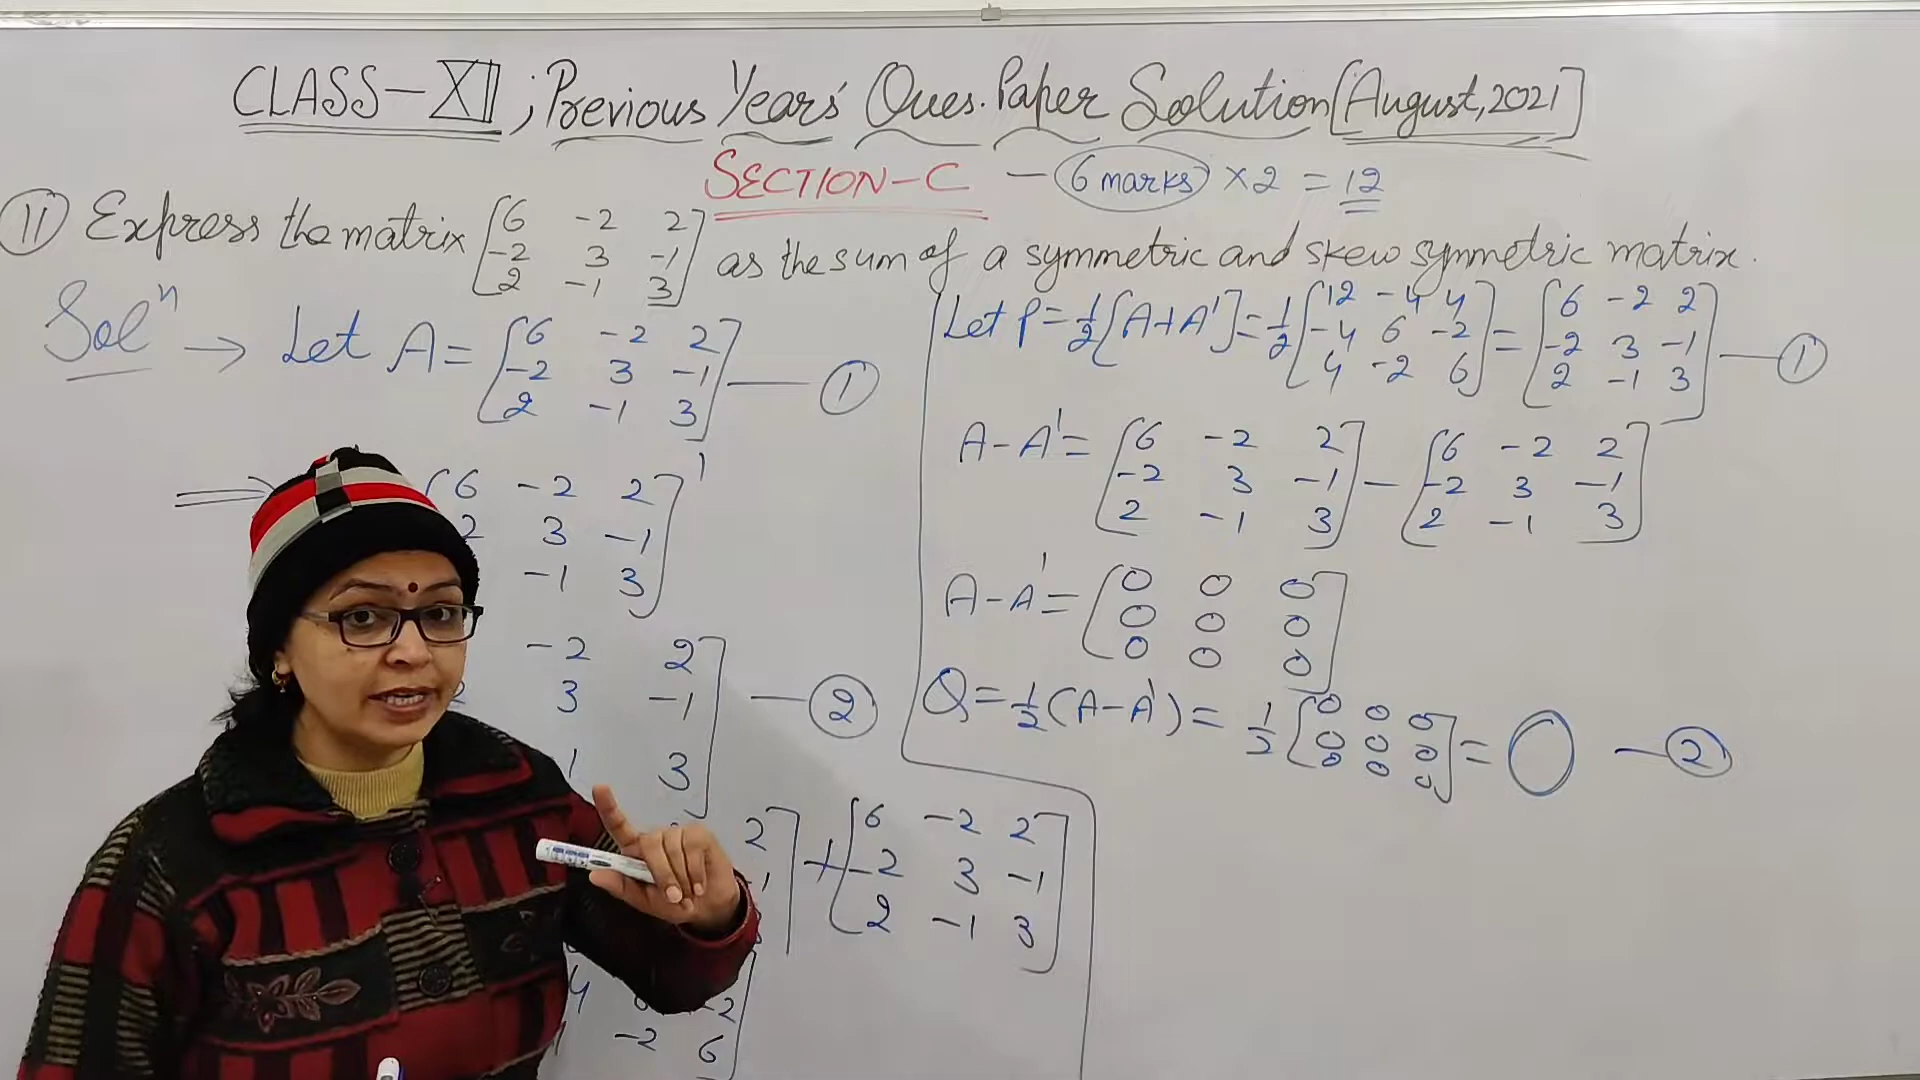 CLASS-XII; Previous Years' Ques. Paper Solution [August, 2021]
SECTION-C - 6 marks × 2 = 12
11 Express the matrix [6 -2 2
-2 3 -1
2 -1 3] as the sum of a symmetric and skew symmetric matrix.
Solⁿ → Let A = [6 -2 2
-2 3 -1
2 -1 3] — ①
⇒ [6 -2 2
2 3 -1
-1 3]'
-2 2
3 -1
1 3] — ②
2
-1] + [6 -2 2
-2 3 -1
2 -1 3]
4 -2
-2 6]
Let P = 1/2 [A+A'] = 1/2 [12 -4 4
-4 6 -2
4 -2 6] = [6 -2 2
-2 3 -1
2 -1 3] — ①
A-A' = [6 -2 2
-2 3 -1
2 -1 3] - [6 -2 2
-2 3 -1
2 -1 3]
A-A' = [0 0 0
0 0 0
0 0 0]
Q = 1/2 (A-A') = 1/2 [0 0 0
0 0 0
0 0 0] = O — ②